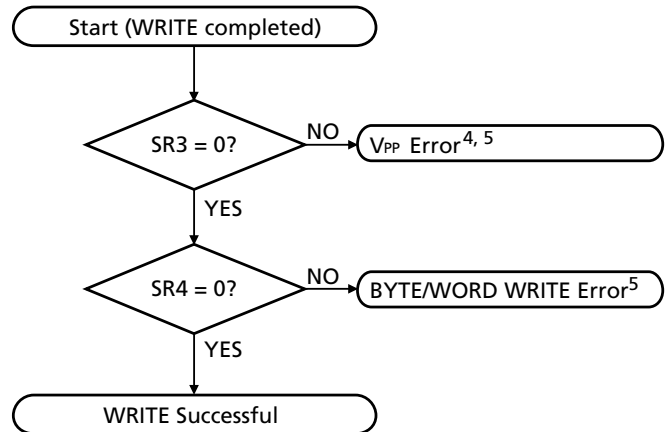 Start (WRITE completed)
SR3 = 0?
NO
VPP Error4, 5
YES
SR4 = 0?
NO
BYTE/WORD WRITE Error5
YES
WRITE Successful